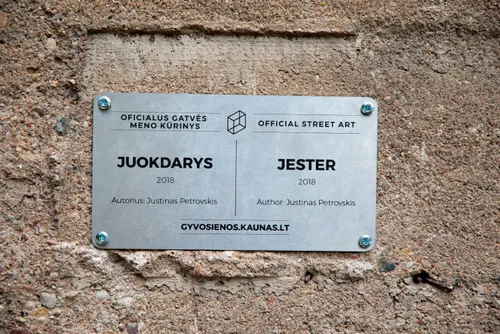 OFICIALUS GATVĖS
MENO KŪRINYS
JUOKDARYS
2018
Autorius: Justinas Petrovskis
OFFICIAL STREET ART
JESTER
2018
Author: Justinas Petrovskis
GYVOSIENOS.KAUNAS.LT